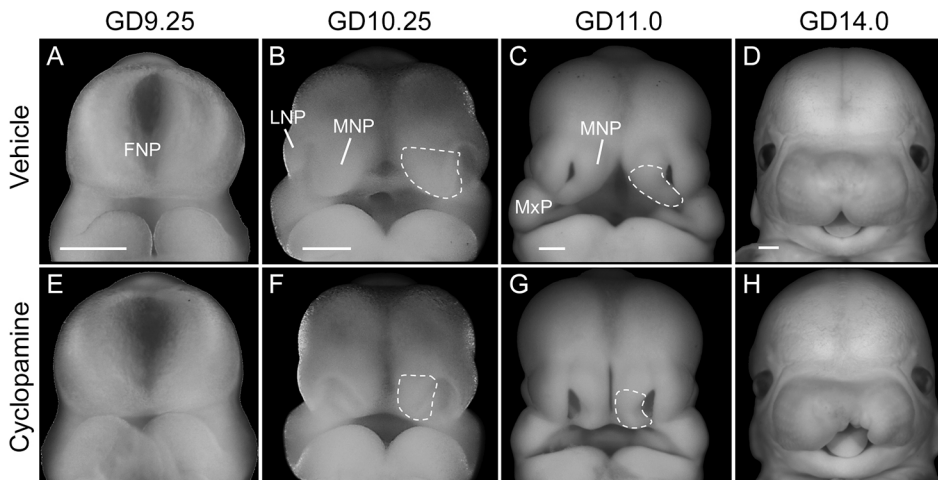 GD9.25 GD10.25 GD11.0 GD14.0
Vehicle
A B C D
LNP MNP MNP
FNP
MxP
Cyclopamine
E F G H